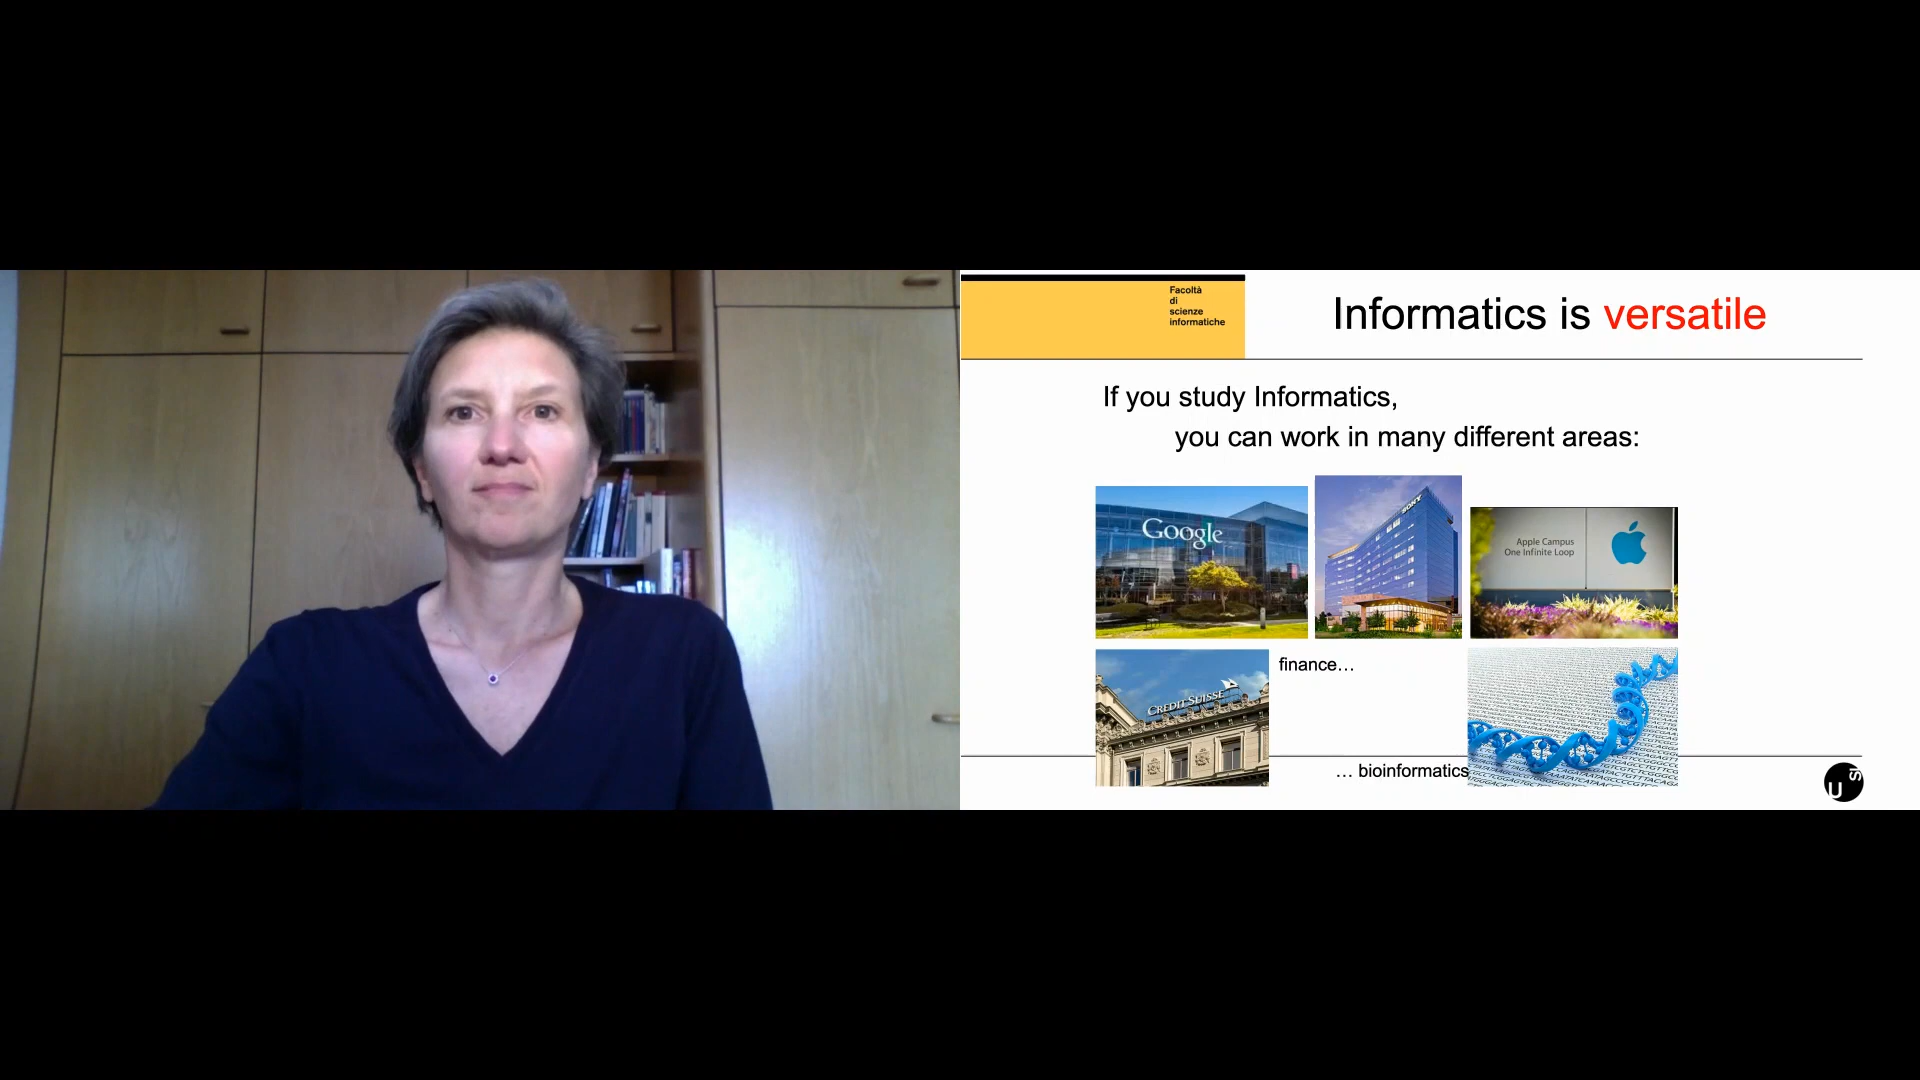 Facoltà
di
scienze
informatiche
Informatics is versatile
If you study Informatics,
you can work in many different areas:
Google
SONY
Apple Campus
One Infinite Loop
CREDIT SUISSE
finance…
… bioinformatics
USI